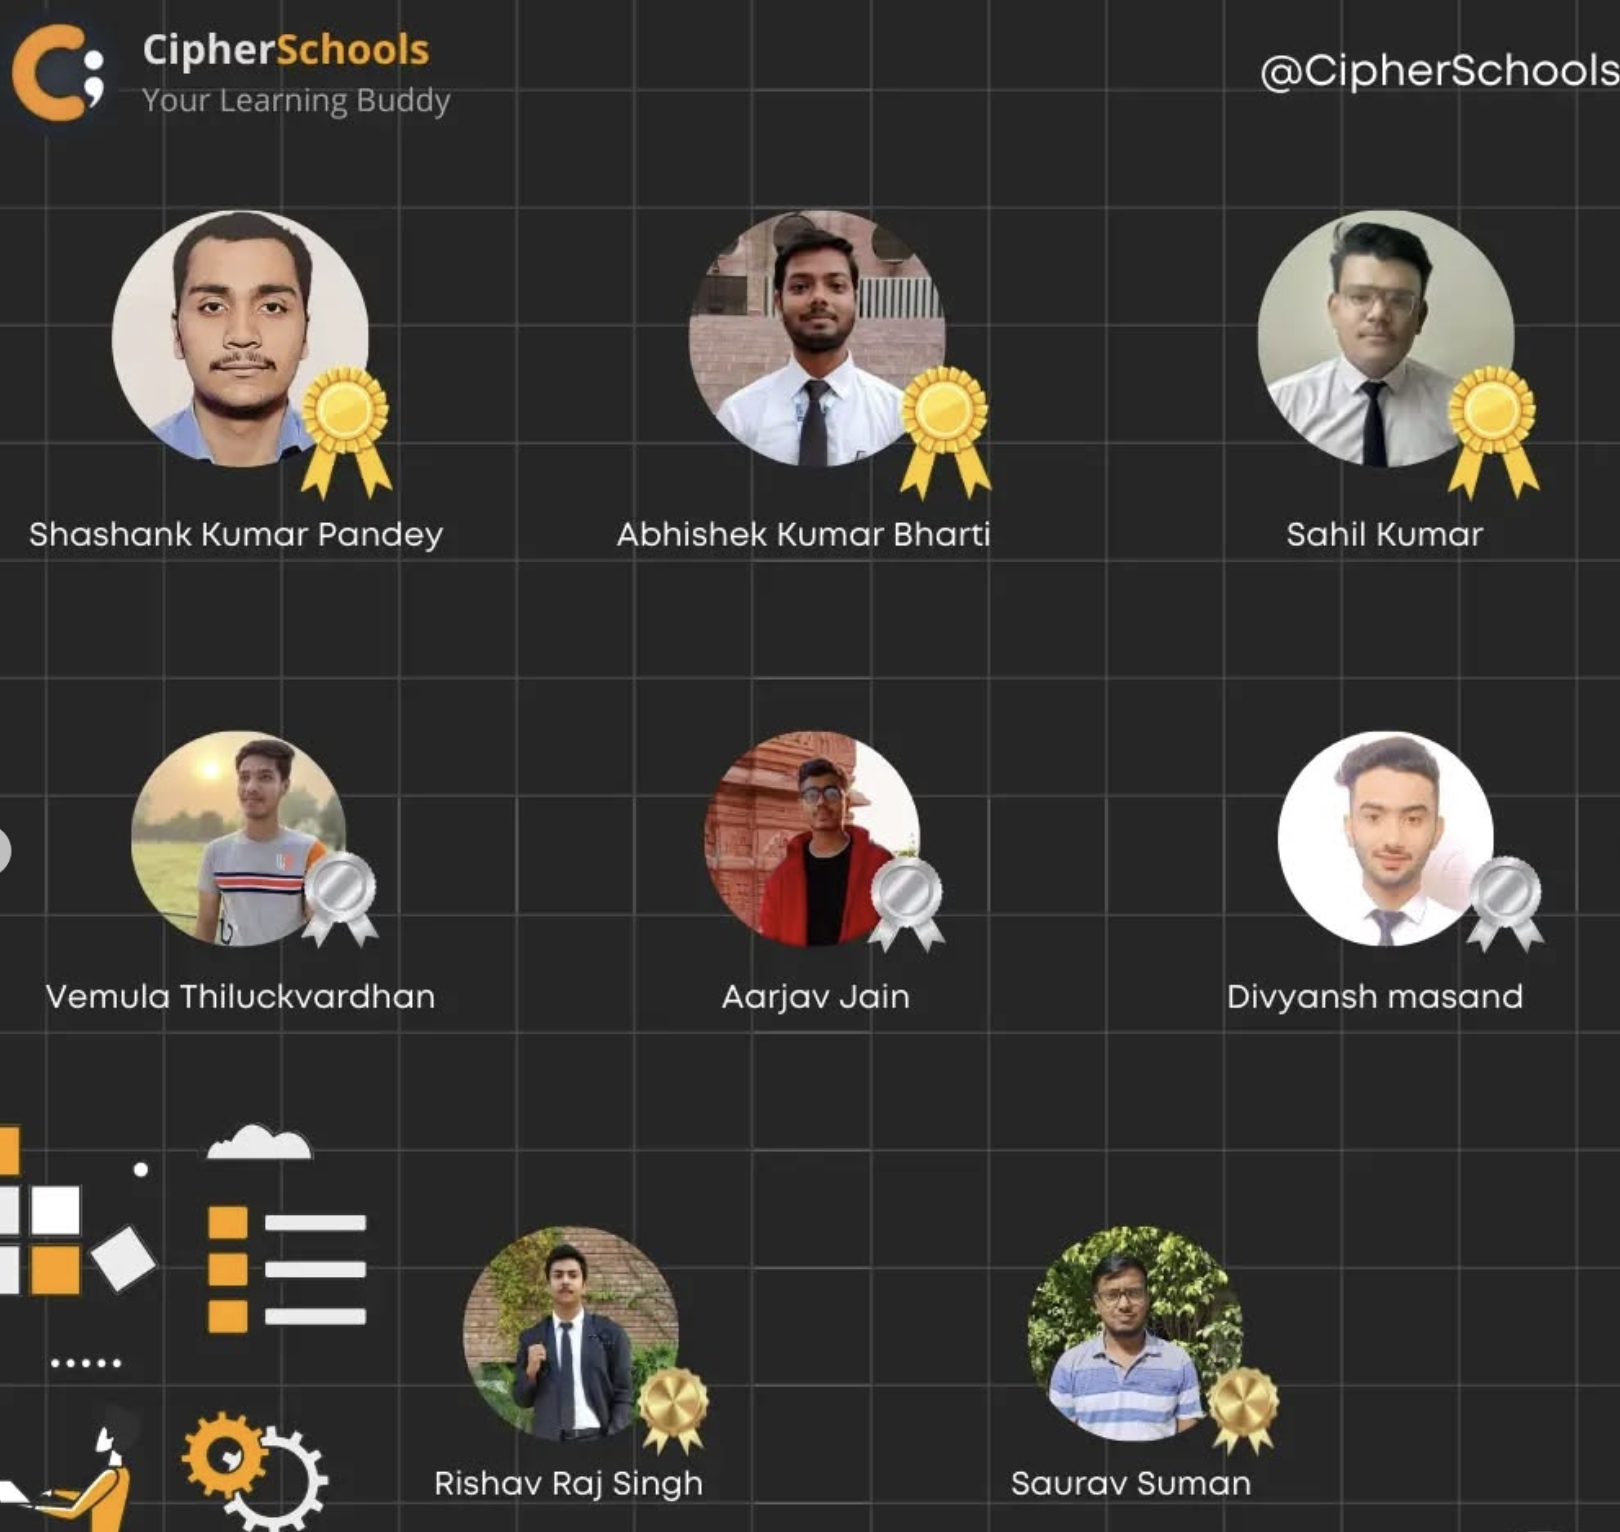 CipherSchools
Your Learning Buddy
@CipherSchools
Shashank Kumar Pandey
Abhishek Kumar Bharti
Sahil Kumar
Vemula Thiluckvardhan
Aarjav Jain
Divyansh masand
Rishav Raj Singh
Saurav Suman